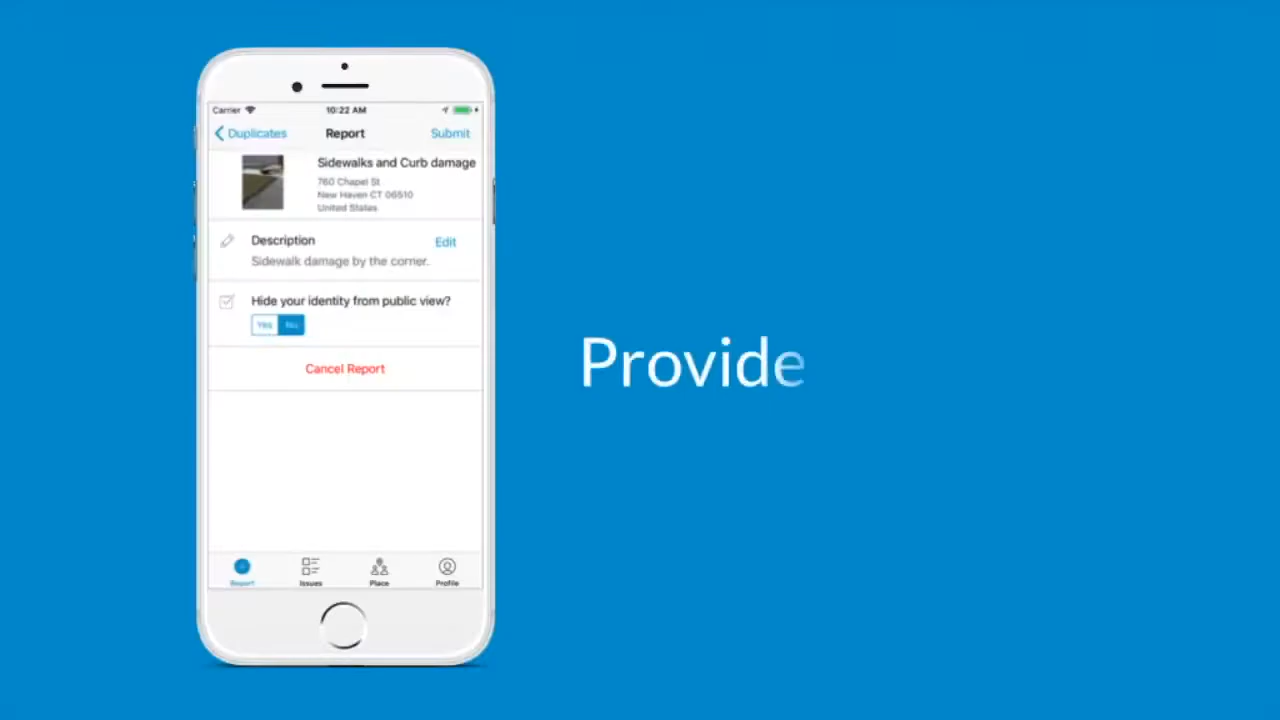 Carrier 10:22 AM
Duplicates Report Submit
Sidewalks and Curb damage
760 Chapel St
New Haven CT 06510
United States
Description Edit
Sidewalk damage by the corner.
Hide your identity from public view?
Yes No
Cancel Report
Report Issues Place Profile
Provide